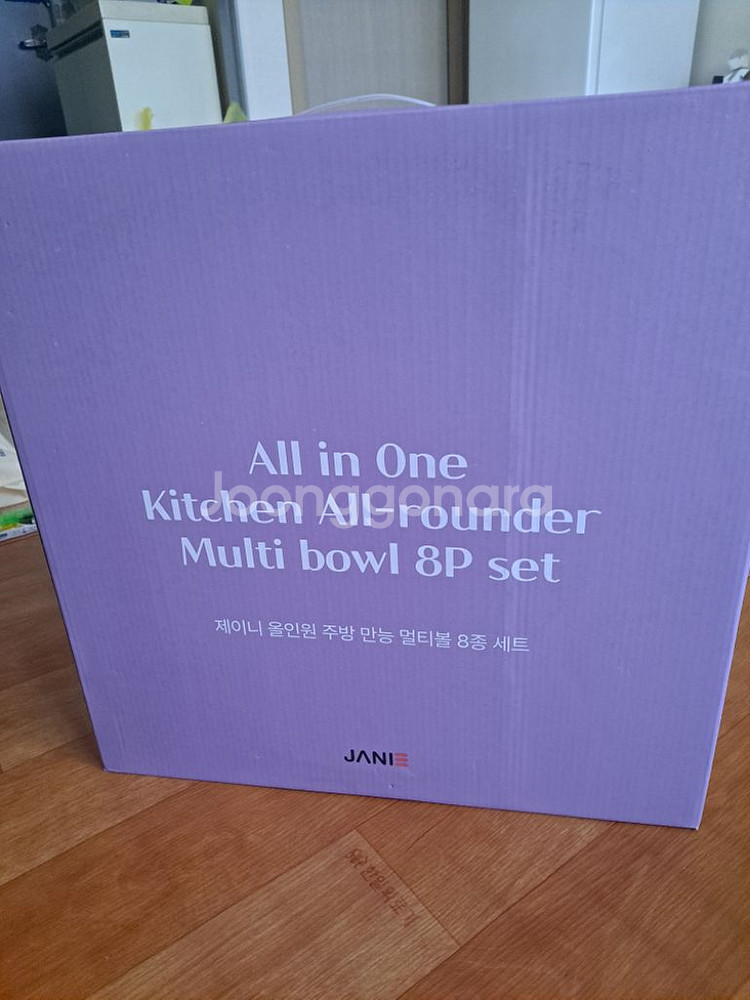 All in One
Kitchen All-rounder
Joonggonara
Multi bowl 8P set
제이니 올인원 주방 만능 멀티볼 8종 세트
JANIE